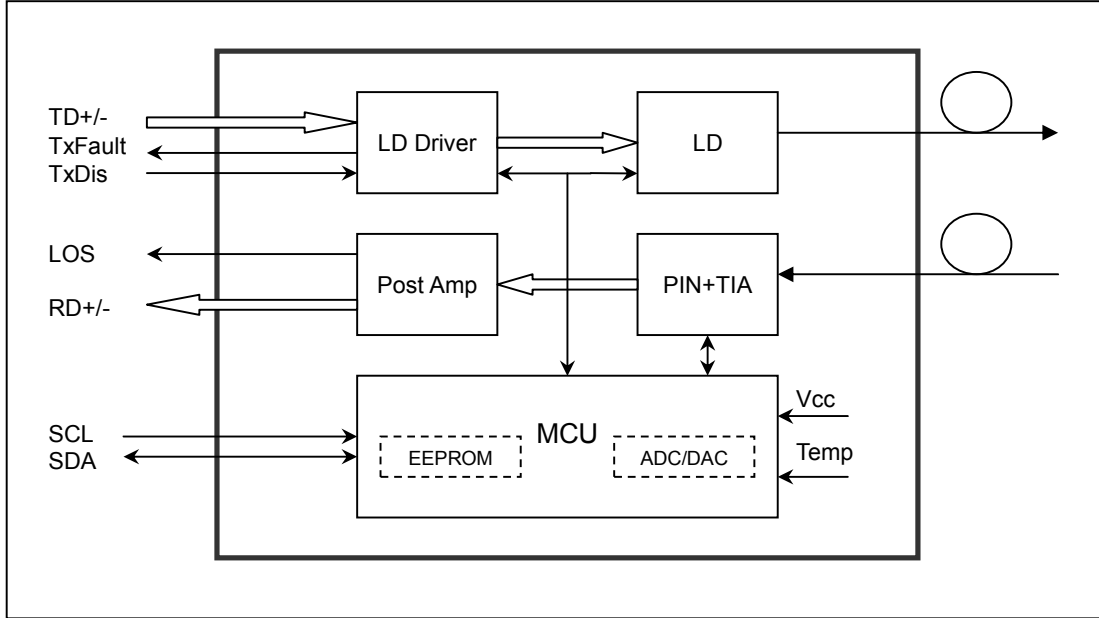 TD+/-
TxFault
TxDis
LD Driver
LD
LOS
RD+/-
Post Amp
PIN+TIA
SCL
SDA
MCU
EEPROM
ADC/DAC
Vcc
Temp